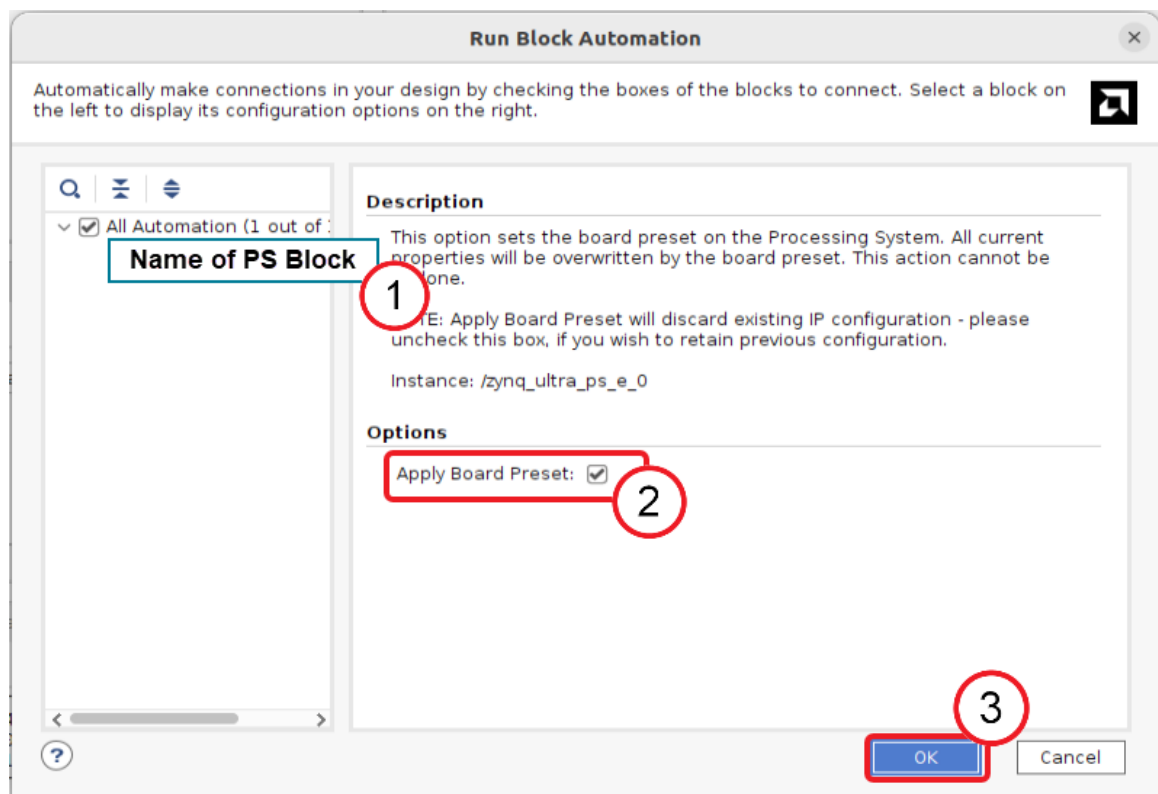 Run Block Automation
Automatically make connections in your design by checking the boxes of the blocks to connect. Select a block on
the left to display its configuration options on the right.
All Automation (1 out of
Name of PS Block
1
Description
This option sets the board preset on the Processing System. All current
properties will be overwritten by the board preset. This action cannot be
one.
E: Apply Board Preset will discard existing IP configuration - please
uncheck this box, if you wish to retain previous configuration.
Instance: /zynq_ultra_ps_e_0
Options
Apply Board Preset:
2
3
?
OK
Cancel